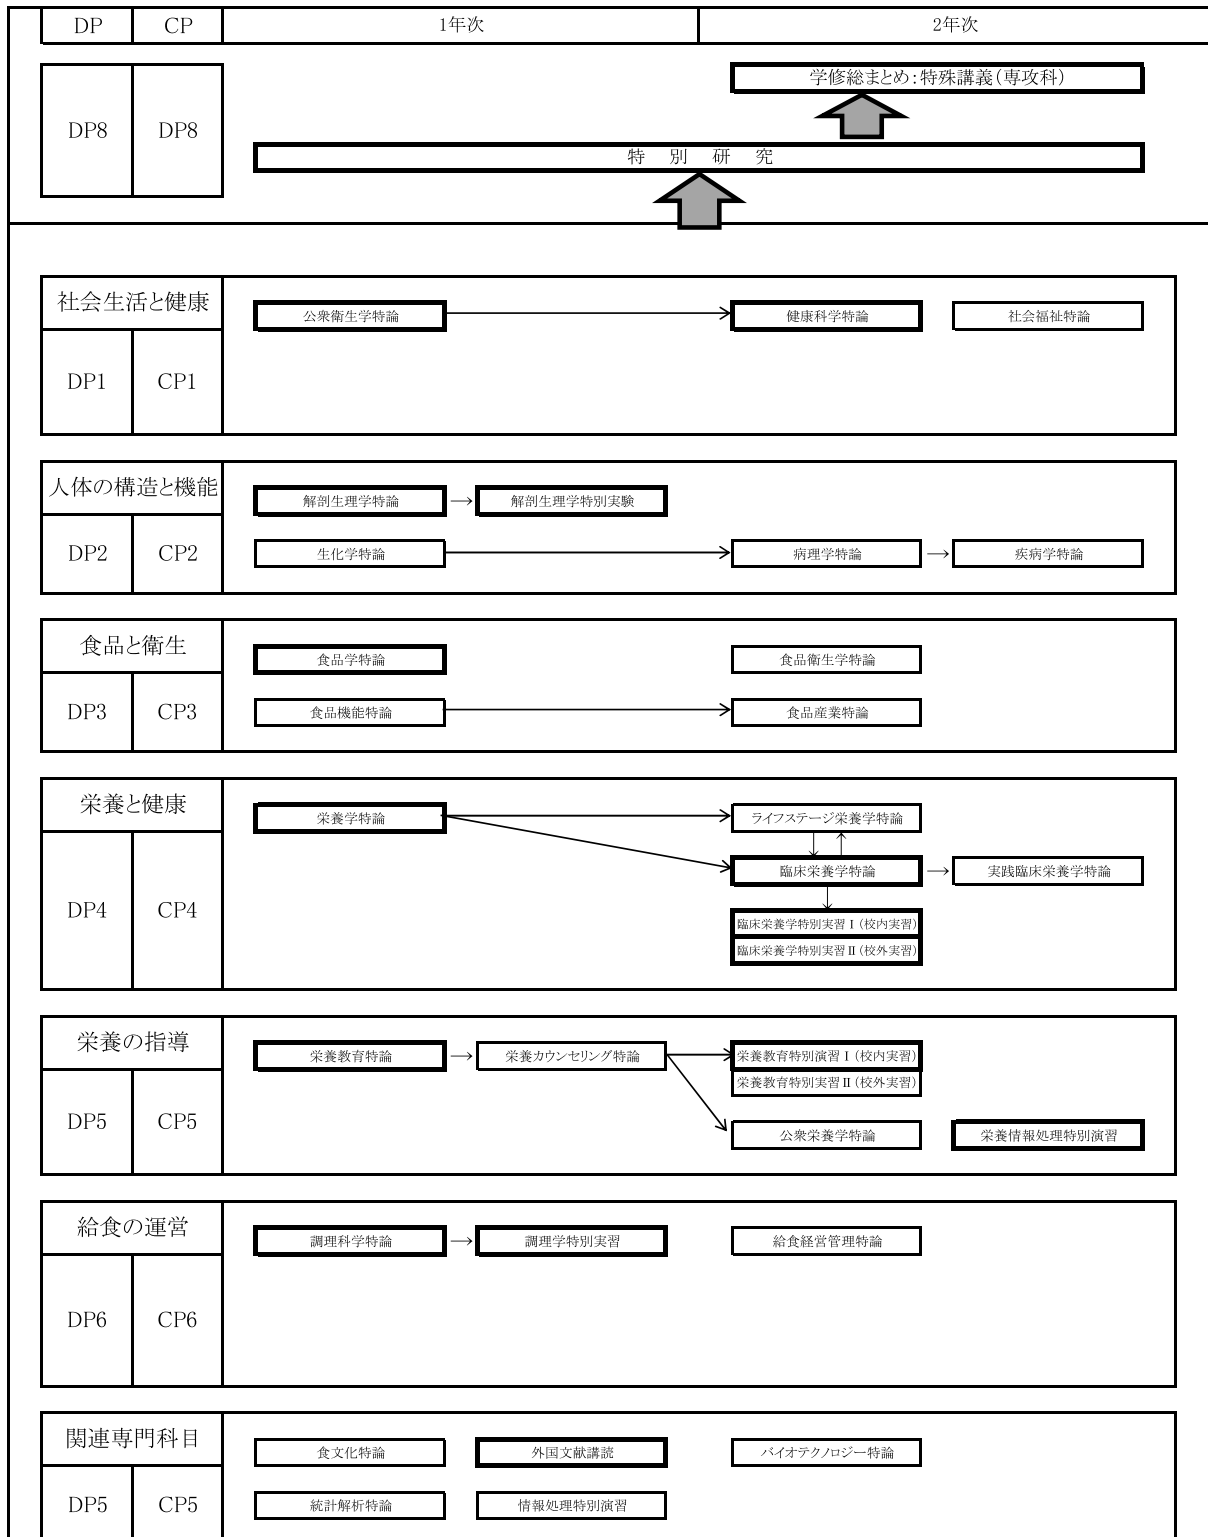 DP CP 1年次 2年次
学修総まとめ:特殊講義(専攻科)
DP8 DP8
特別研究
社会生活と健康
公衆衛生学特論 健康科学特論 社会福祉特論
DP1 CP1
人体の構造と機能
解剖生理学特論 → 解剖生理学特別実験
DP2 CP2
生化学特論 病理学特論 → 疾病学特論
食品と衛生
食品学特論 食品衛生学特論
DP3 CP3
食品機能特論 食品産業特論
栄養と健康
栄養学特論 ライフステージ栄養学特論
臨床栄養学特論 → 実践臨床栄養学特論
DP4 CP4
臨床栄養学特別実習Ⅰ(校内実習)
臨床栄養学特別実習Ⅱ(校外実習)
栄養の指導
栄養教育特論 → 栄養カウンセリング特論 栄養教育特別演習Ⅰ(校内実習)
栄養教育特別実習Ⅱ(校外実習)
DP5 CP5
公衆栄養学特論 栄養情報処理特別演習
給食の運営
調理科学特論 → 調理学特別実習 給食経営管理特論
DP6 CP6
関連専門科目
食文化特論 外国文献講読 バイオテクノロジー特論
DP5 CP5
統計解析特論 情報処理特別演習